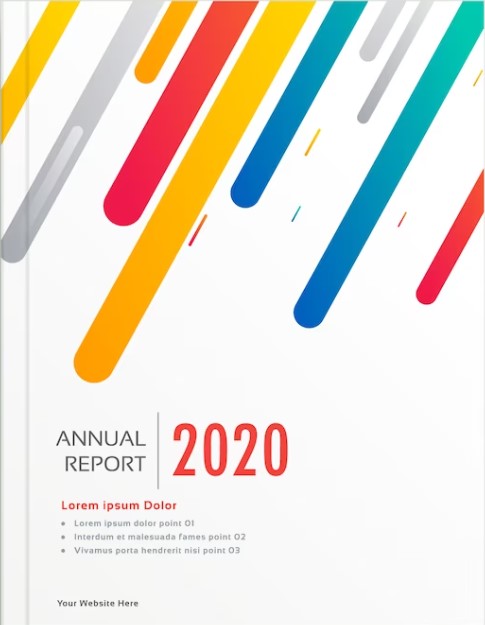 ANNUAL
REPORT
2020
Lorem ipsum Dolor
• Lorem ipsum dolor point 01
• Interdum et malesuada fames point 02
• Vivamus porta hendrerit nisi point 03
Your Website Here